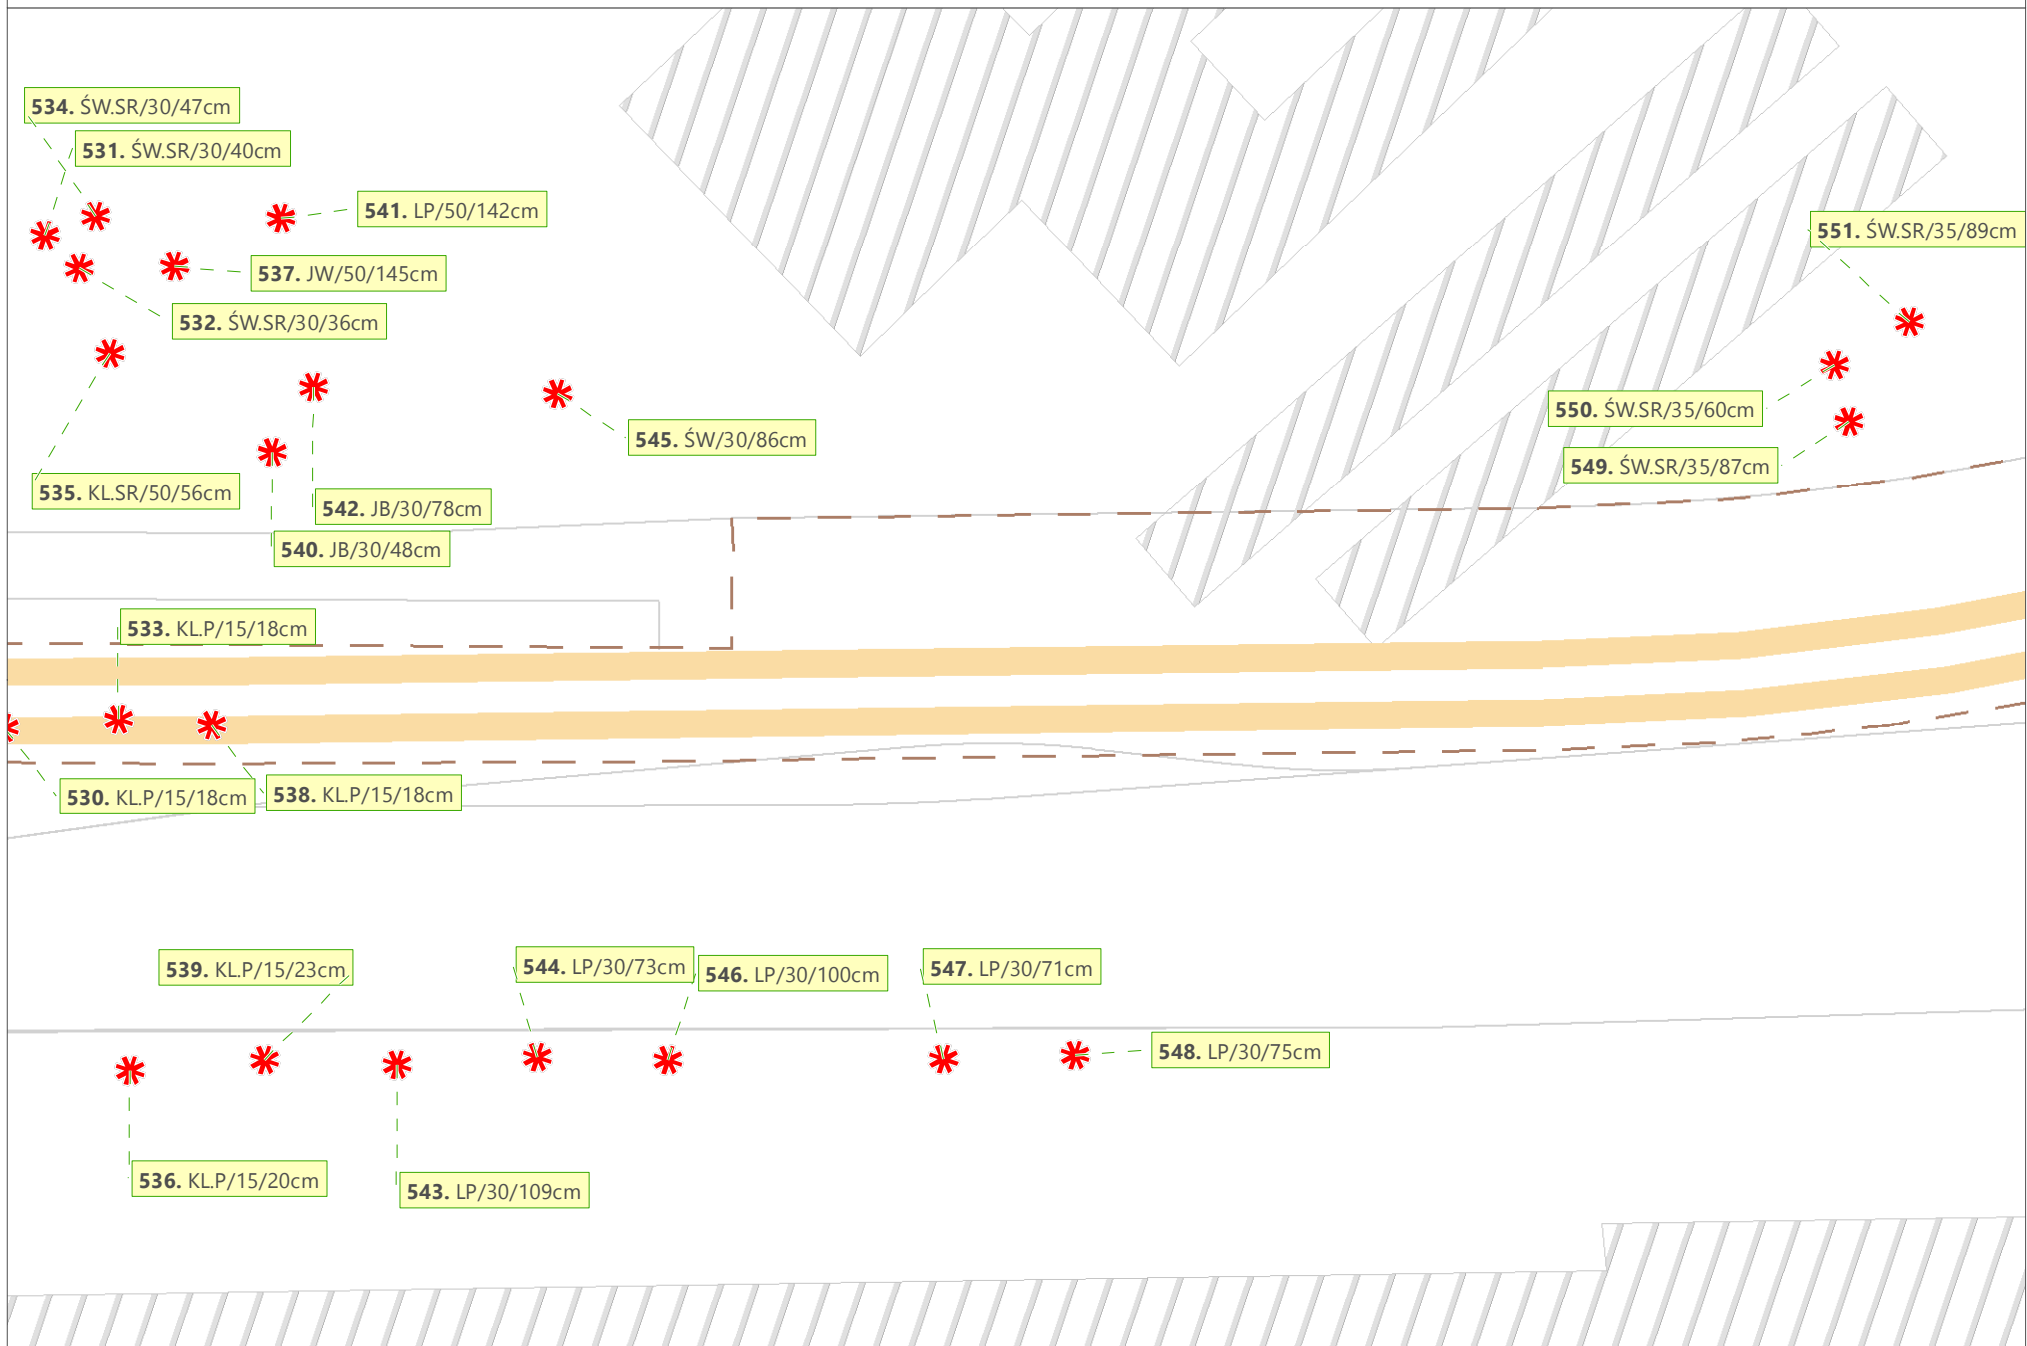 534. ŚW.SR/30/47cm
531. ŚW.SR/30/40cm
541. LP/50/142cm
551. ŚW.SR/35/89cm
537. JW/50/145cm
532. ŚW.SR/30/36cm
550. ŚW.SR/35/60cm
545. ŚW/30/86cm
549. ŚW.SR/35/87cm
535. KL.SR/50/56cm
542. JB/30/78cm
540. JB/30/48cm
533. KL.P/15/18cm
530. KL.P/15/18cm
538. KL.P/15/18cm
539. KL.P/15/23cm
544. LP/30/73cm
546. LP/30/100cm
547. LP/30/71cm
548. LP/30/75cm
536. KL.P/15/20cm
543. LP/30/109cm